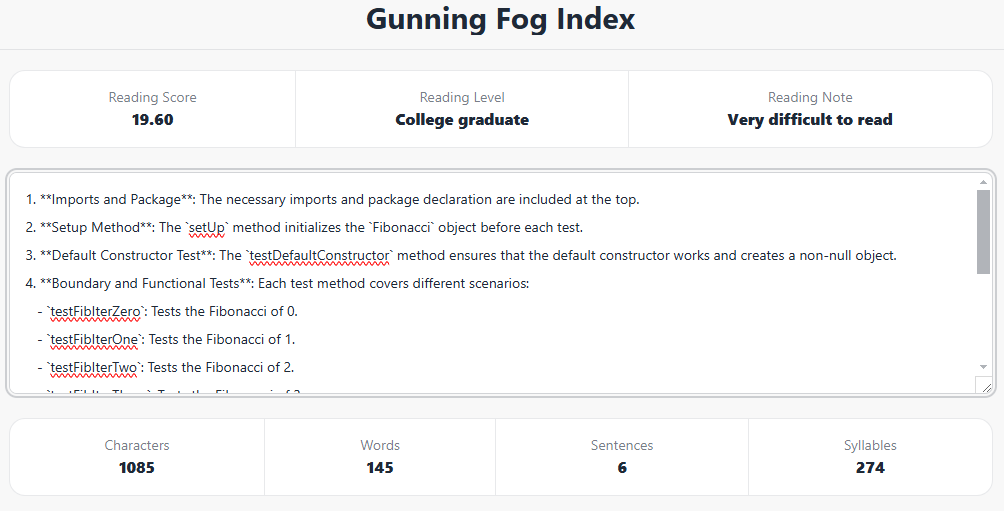 Gunning Fog Index
Reading Score
19.60
Reading Level
College graduate
Reading Note
Very difficult to read
1. **Imports and Package**: The necessary imports and package declaration are included at the top.
2. **Setup Method**: The `setUp` method initializes the `Fibonacci` object before each test.
3. **Default Constructor Test**: The `testDefaultConstructor` method ensures that the default constructor works and creates a non-null object.
4. **Boundary and Functional Tests**: Each test method covers different scenarios:
- `testFibIterZero`: Tests the Fibonacci of 0.
- `testFibIterOne`: Tests the Fibonacci of 1.
- `testFibIterTwo`: Tests the Fibonacci of 2.
Characters
1085
Words
145
Sentences
6
Syllables
274